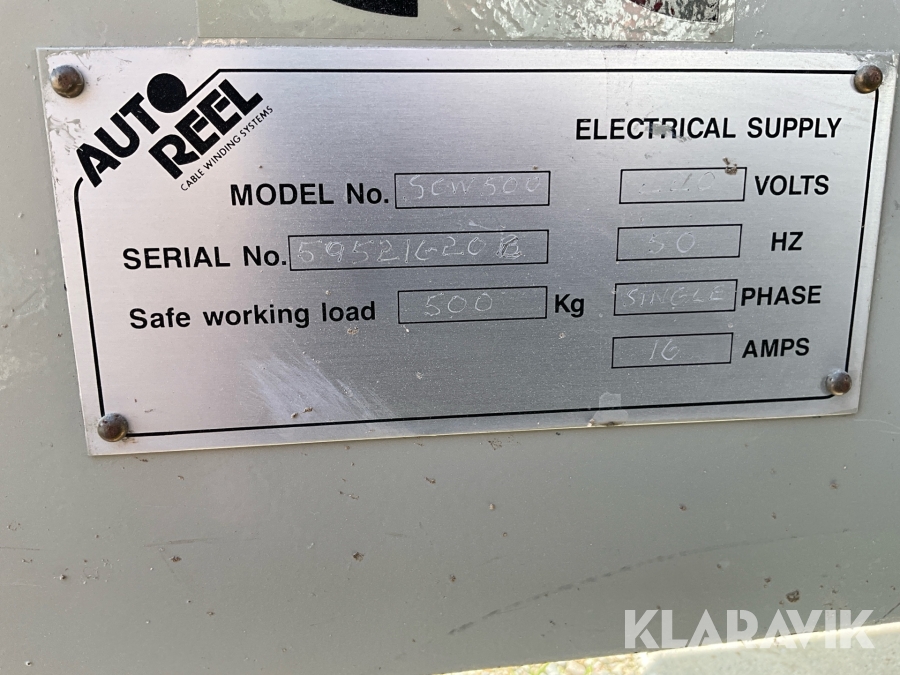 AUTO
REEL
CABLE WINDING SYSTEMS
ELECTRICAL SUPPLY
MODEL No. SCW500
VOLTS
SERIAL No.
50 HZ
Safe working load 500 Kg
SINGLE PHASE
16 AMPS
KLARAVIK